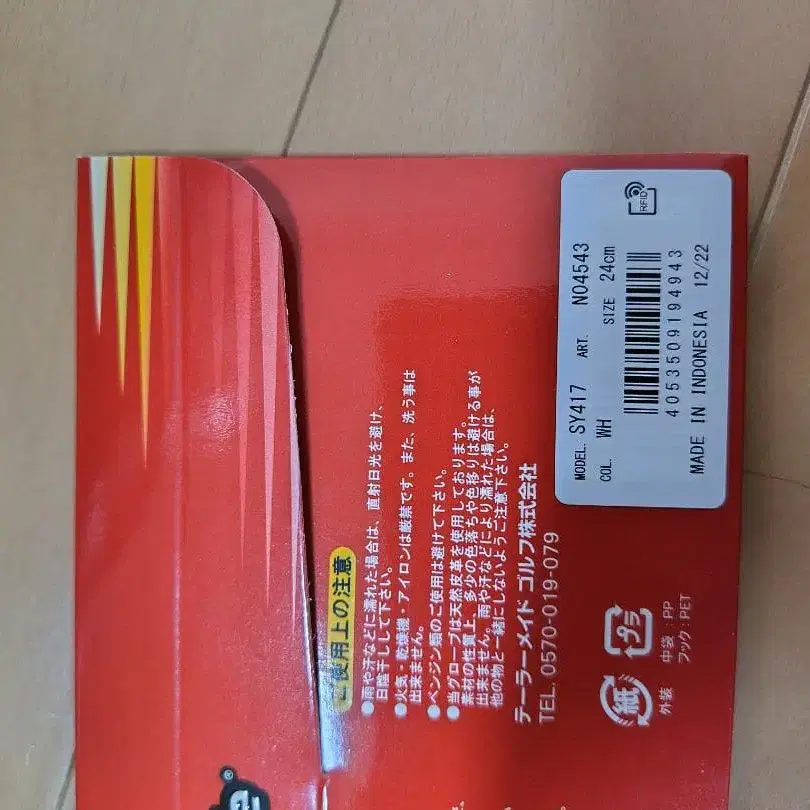 ご使用上の注意
●雨や汗などに濡れた場合は、直射日光を避け、
日陰干しして下さい。
●火気・乾燥機・アイロンは厳禁です。また、洗う事は
出来ません。
●ベンジン類のご使用は避けて下さい。
●当グローブは天然皮革を使用しております。
素材の性質上、多少の色落ちや色移りは避ける事が
出来ません。雨や汗などにより濡れた場合は、
他の物と一緒にしないようご注意下さい。
テーラーメイド ゴルフ株式会社
TEL. 0570-019-079
紙
外装
プラ
中袋：PP
フック：PET
MODEL. SY417 ART. N04543
COL. WH SIZE 24cm
4053509194943
MADE IN INDONESIA 12/22
RFID